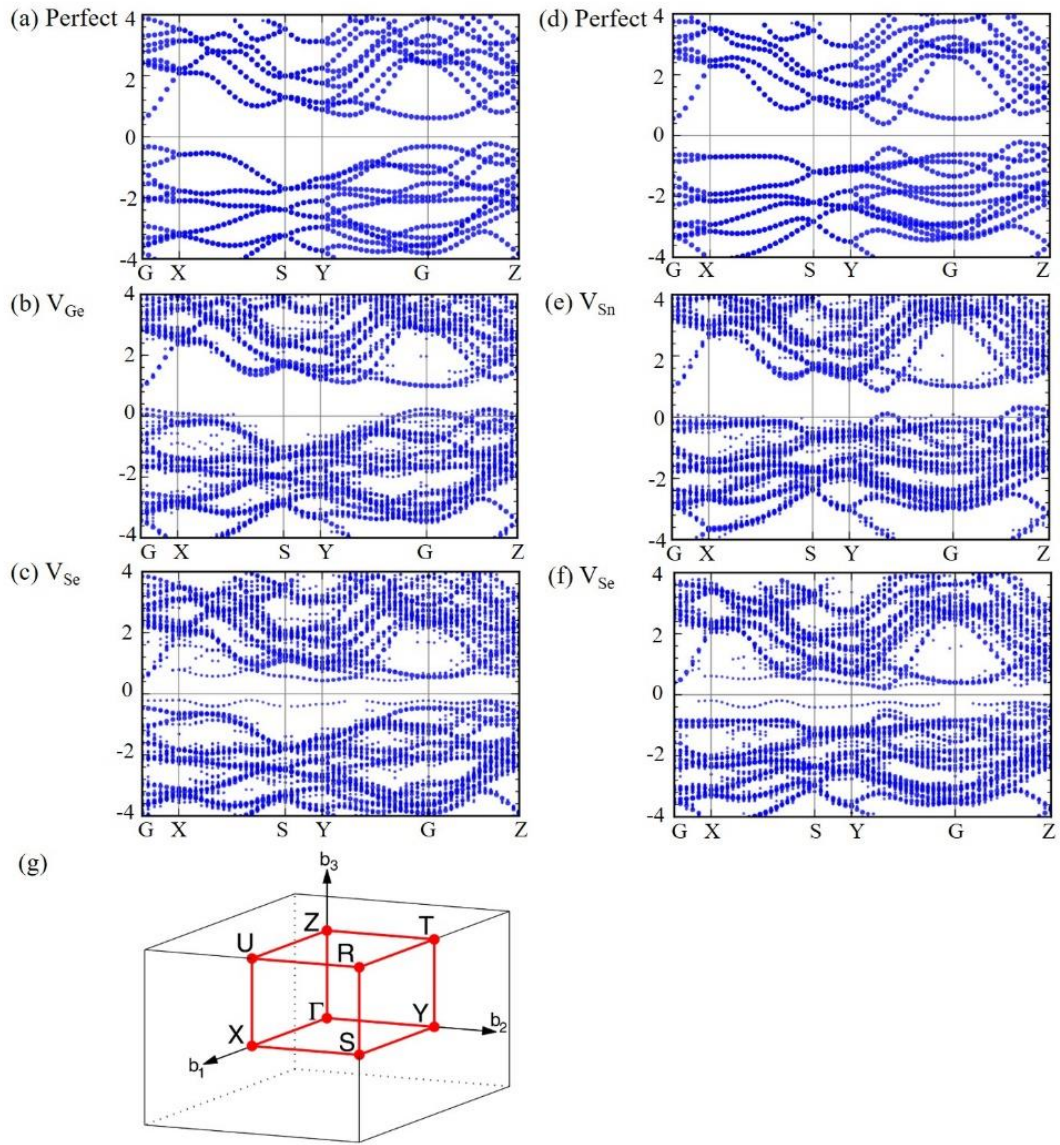 (a) Perfect
4
2
0
-2
-4
G X S Y G Z
(d) Perfect
4
2
0
-2
-4
G X S Y G Z
(b) V_Ge
4
2
0
-2
-4
G X S Y G Z
(e) V_Sn
4
2
0
-2
-4
G X S Y G Z
(c) V_Se
4
2
0
-2
-4
G X S Y G Z
(f) V_Se
4
2
0
-2
-4
G X S Y G Z
(g)
b3
Z T
U R
Γ Y
b2
X S
b1